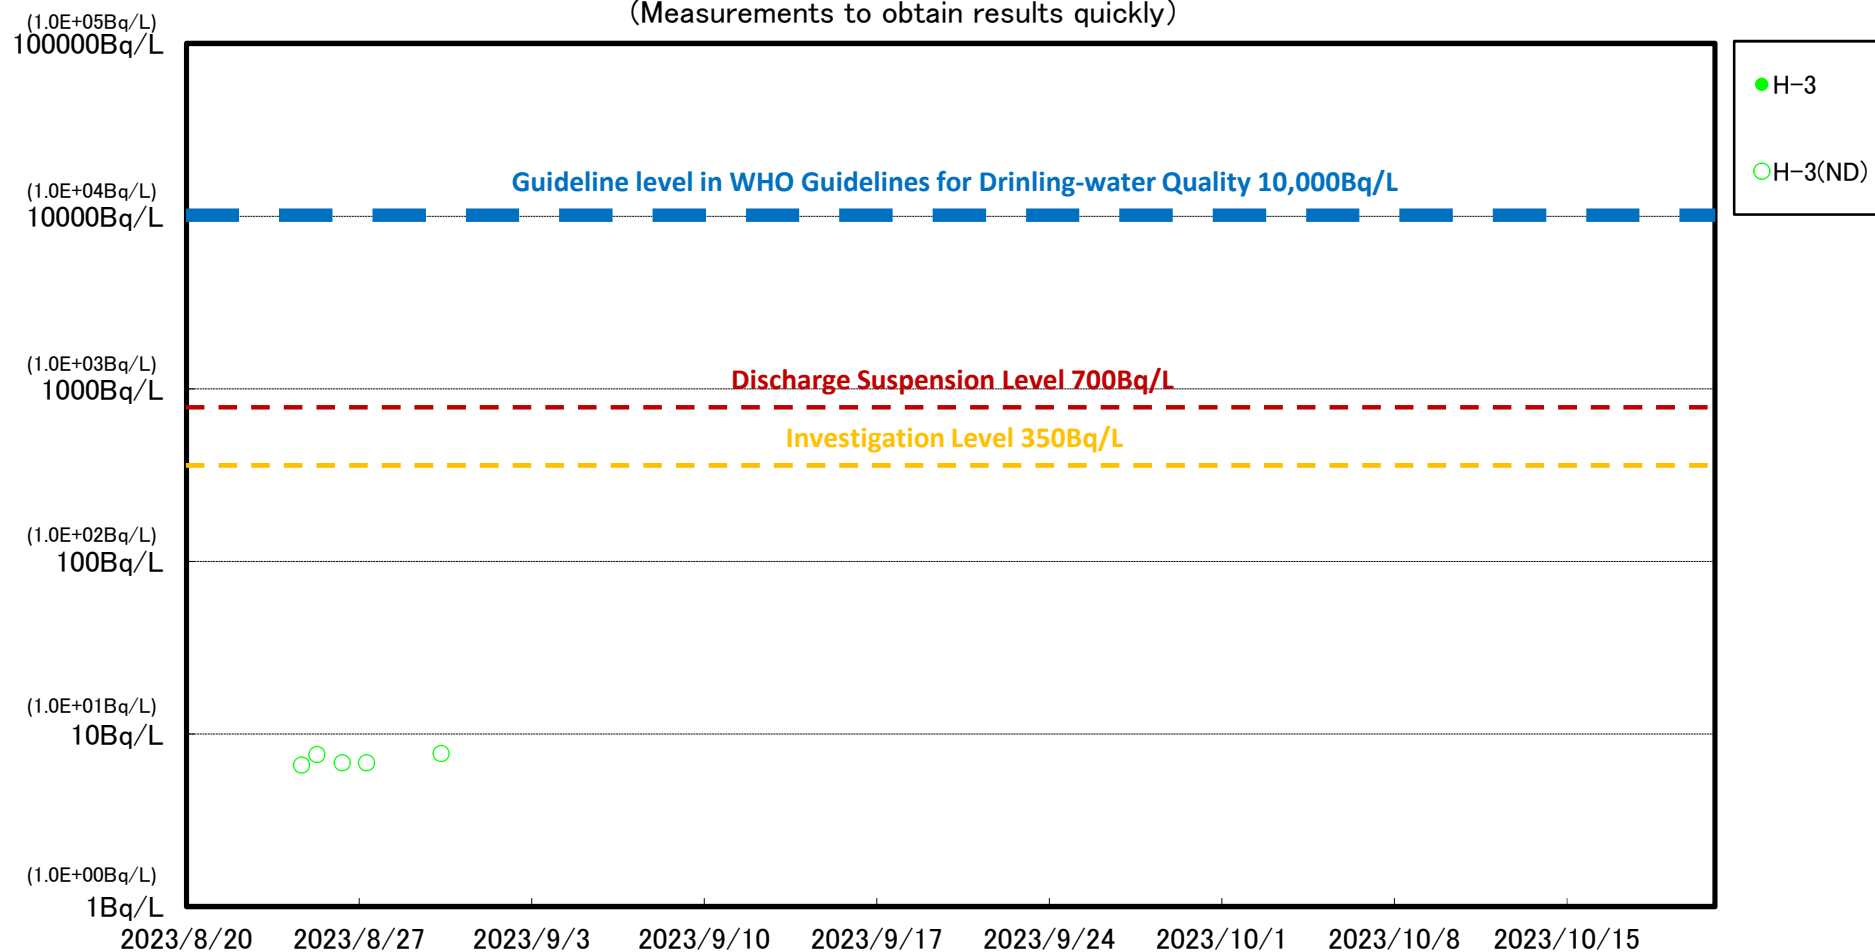 (Measurements to obtain results quickly)
(1.0E+05Bq/L)
100000Bq/L
H-3
H-3(ND)
Guideline level in WHO Guidelines for Drinling-water Quality 10,000Bq/L
(1.0E+04Bq/L)
10000Bq/L
(1.0E+03Bq/L)
1000Bq/L
Discharge Suspension Level 700Bq/L
Investigation Level 350Bq/L
(1.0E+02Bq/L)
100Bq/L
(1.0E+01Bq/L)
10Bq/L
(1.0E+00Bq/L)
1Bq/L
2023/8/20 2023/8/27 2023/9/3 2023/9/10 2023/9/17 2023/9/24 2023/10/1 2023/10/8 2023/10/15